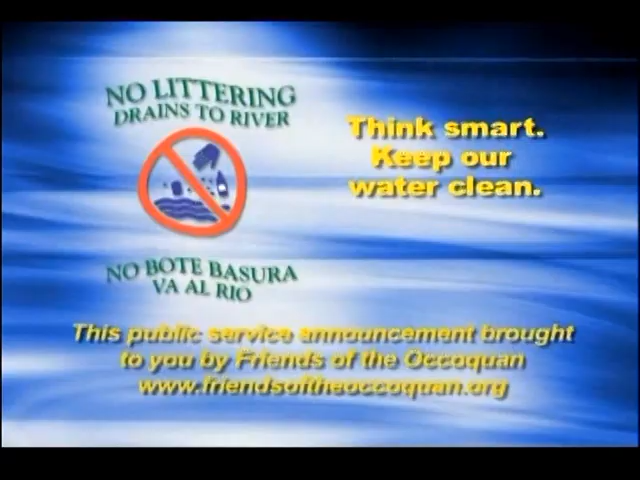 NO LITTERING
DRAINS TO RIVER
Think smart.
Keep our
water clean.
NO BOTE BASURA
VA AL RIO
This public service announcement brought
to you by Friends of the Occoquan
www.friendsoftheoccoquan.org